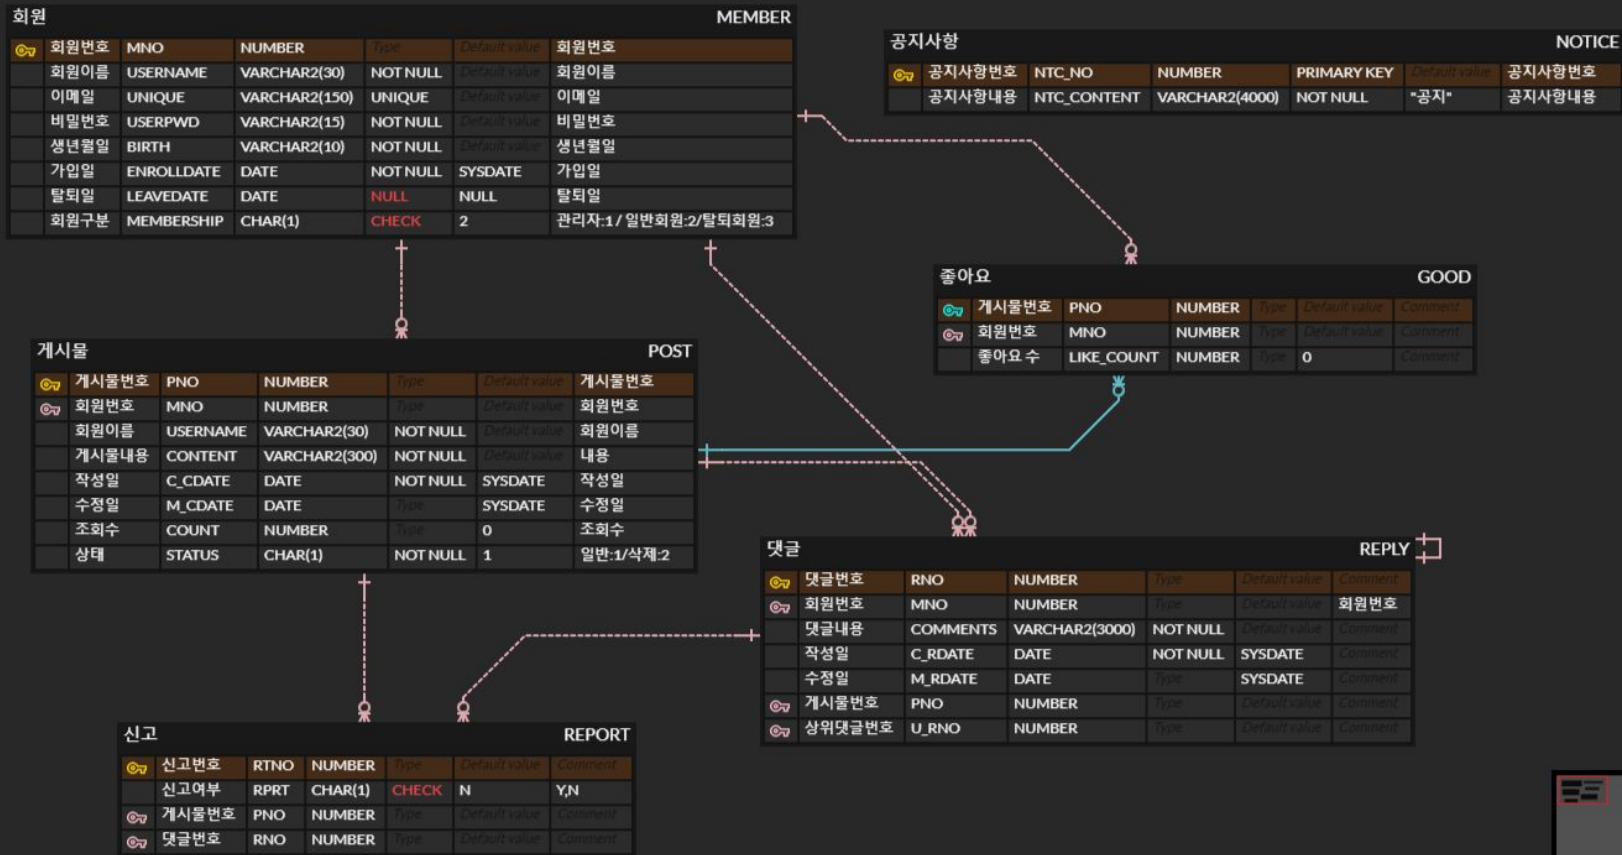 회원 MEMBER
회원번호 MNO NUMBER Type Default value 회원번호
회원이름 USERNAME VARCHAR2(30) NOT NULL Default value 회원이름
이메일 UNIQUE VARCHAR2(150) UNIQUE Default value 이메일
비밀번호 USERPWD VARCHAR2(15) NOT NULL Default value 비밀번호
생년월일 BIRTH VARCHAR2(10) NOT NULL Default value 생년월일
가입일 ENROLLDATE DATE NOT NULL SYSDATE 가입일
탈퇴일 LEAVEDATE DATE NULL NULL 탈퇴일
회원구분 MEMBERSHIP CHAR(1) CHECK 2 관리자:1 / 일반회원:2/탈퇴회원:3
공지사항 NOTICE
공지사항번호 NTC_NO NUMBER PRIMARY KEY Default value 공지사항번호
공지사항내용 NTC_CONTENT VARCHAR2(4000) NOT NULL "공지" 공지사항내용
좋아요 GOOD
게시물번호 PNO NUMBER Type Default value Comment
회원번호 MNO NUMBER Type Default value Comment
좋아요 수 LIKE_COUNT NUMBER Type 0 Comment
게시물 POST
게시물번호 PNO NUMBER Type Default value 게시물번호
회원번호 MNO NUMBER Type Default value 회원번호
회원이름 USERNAME VARCHAR2(30) NOT NULL Default value 회원이름
게시물내용 CONTENT VARCHAR2(300) NOT NULL Default value 내용
작성일 C_CDATE DATE NOT NULL SYSDATE 작성일
수정일 M_CDATE DATE Type SYSDATE 수정일
조회수 COUNT NUMBER Type 0 조회수
상태 STATUS CHAR(1) NOT NULL 1 일반:1/삭제:2
댓글 REPLY
댓글번호 RNO NUMBER Type Default value Comment
회원번호 MNO NUMBER Type Default value 회원번호
댓글내용 COMMENTS VARCHAR2(3000) NOT NULL Default value Comment
작성일 C_RDATE DATE NOT NULL SYSDATE Comment
수정일 M_RDATE DATE Type SYSDATE Comment
게시물번호 PNO NUMBER Type Default value Comment
상위댓글번호 U_RNO NUMBER Type Default value Comment
신고 REPORT
신고번호 RTNO NUMBER Type Default value Comment
신고여부 RPRT CHAR(1) CHECK N Y,N
게시물번호 PNO NUMBER Type Default value Comment
댓글번호 RNO NUMBER Type Default value Comment